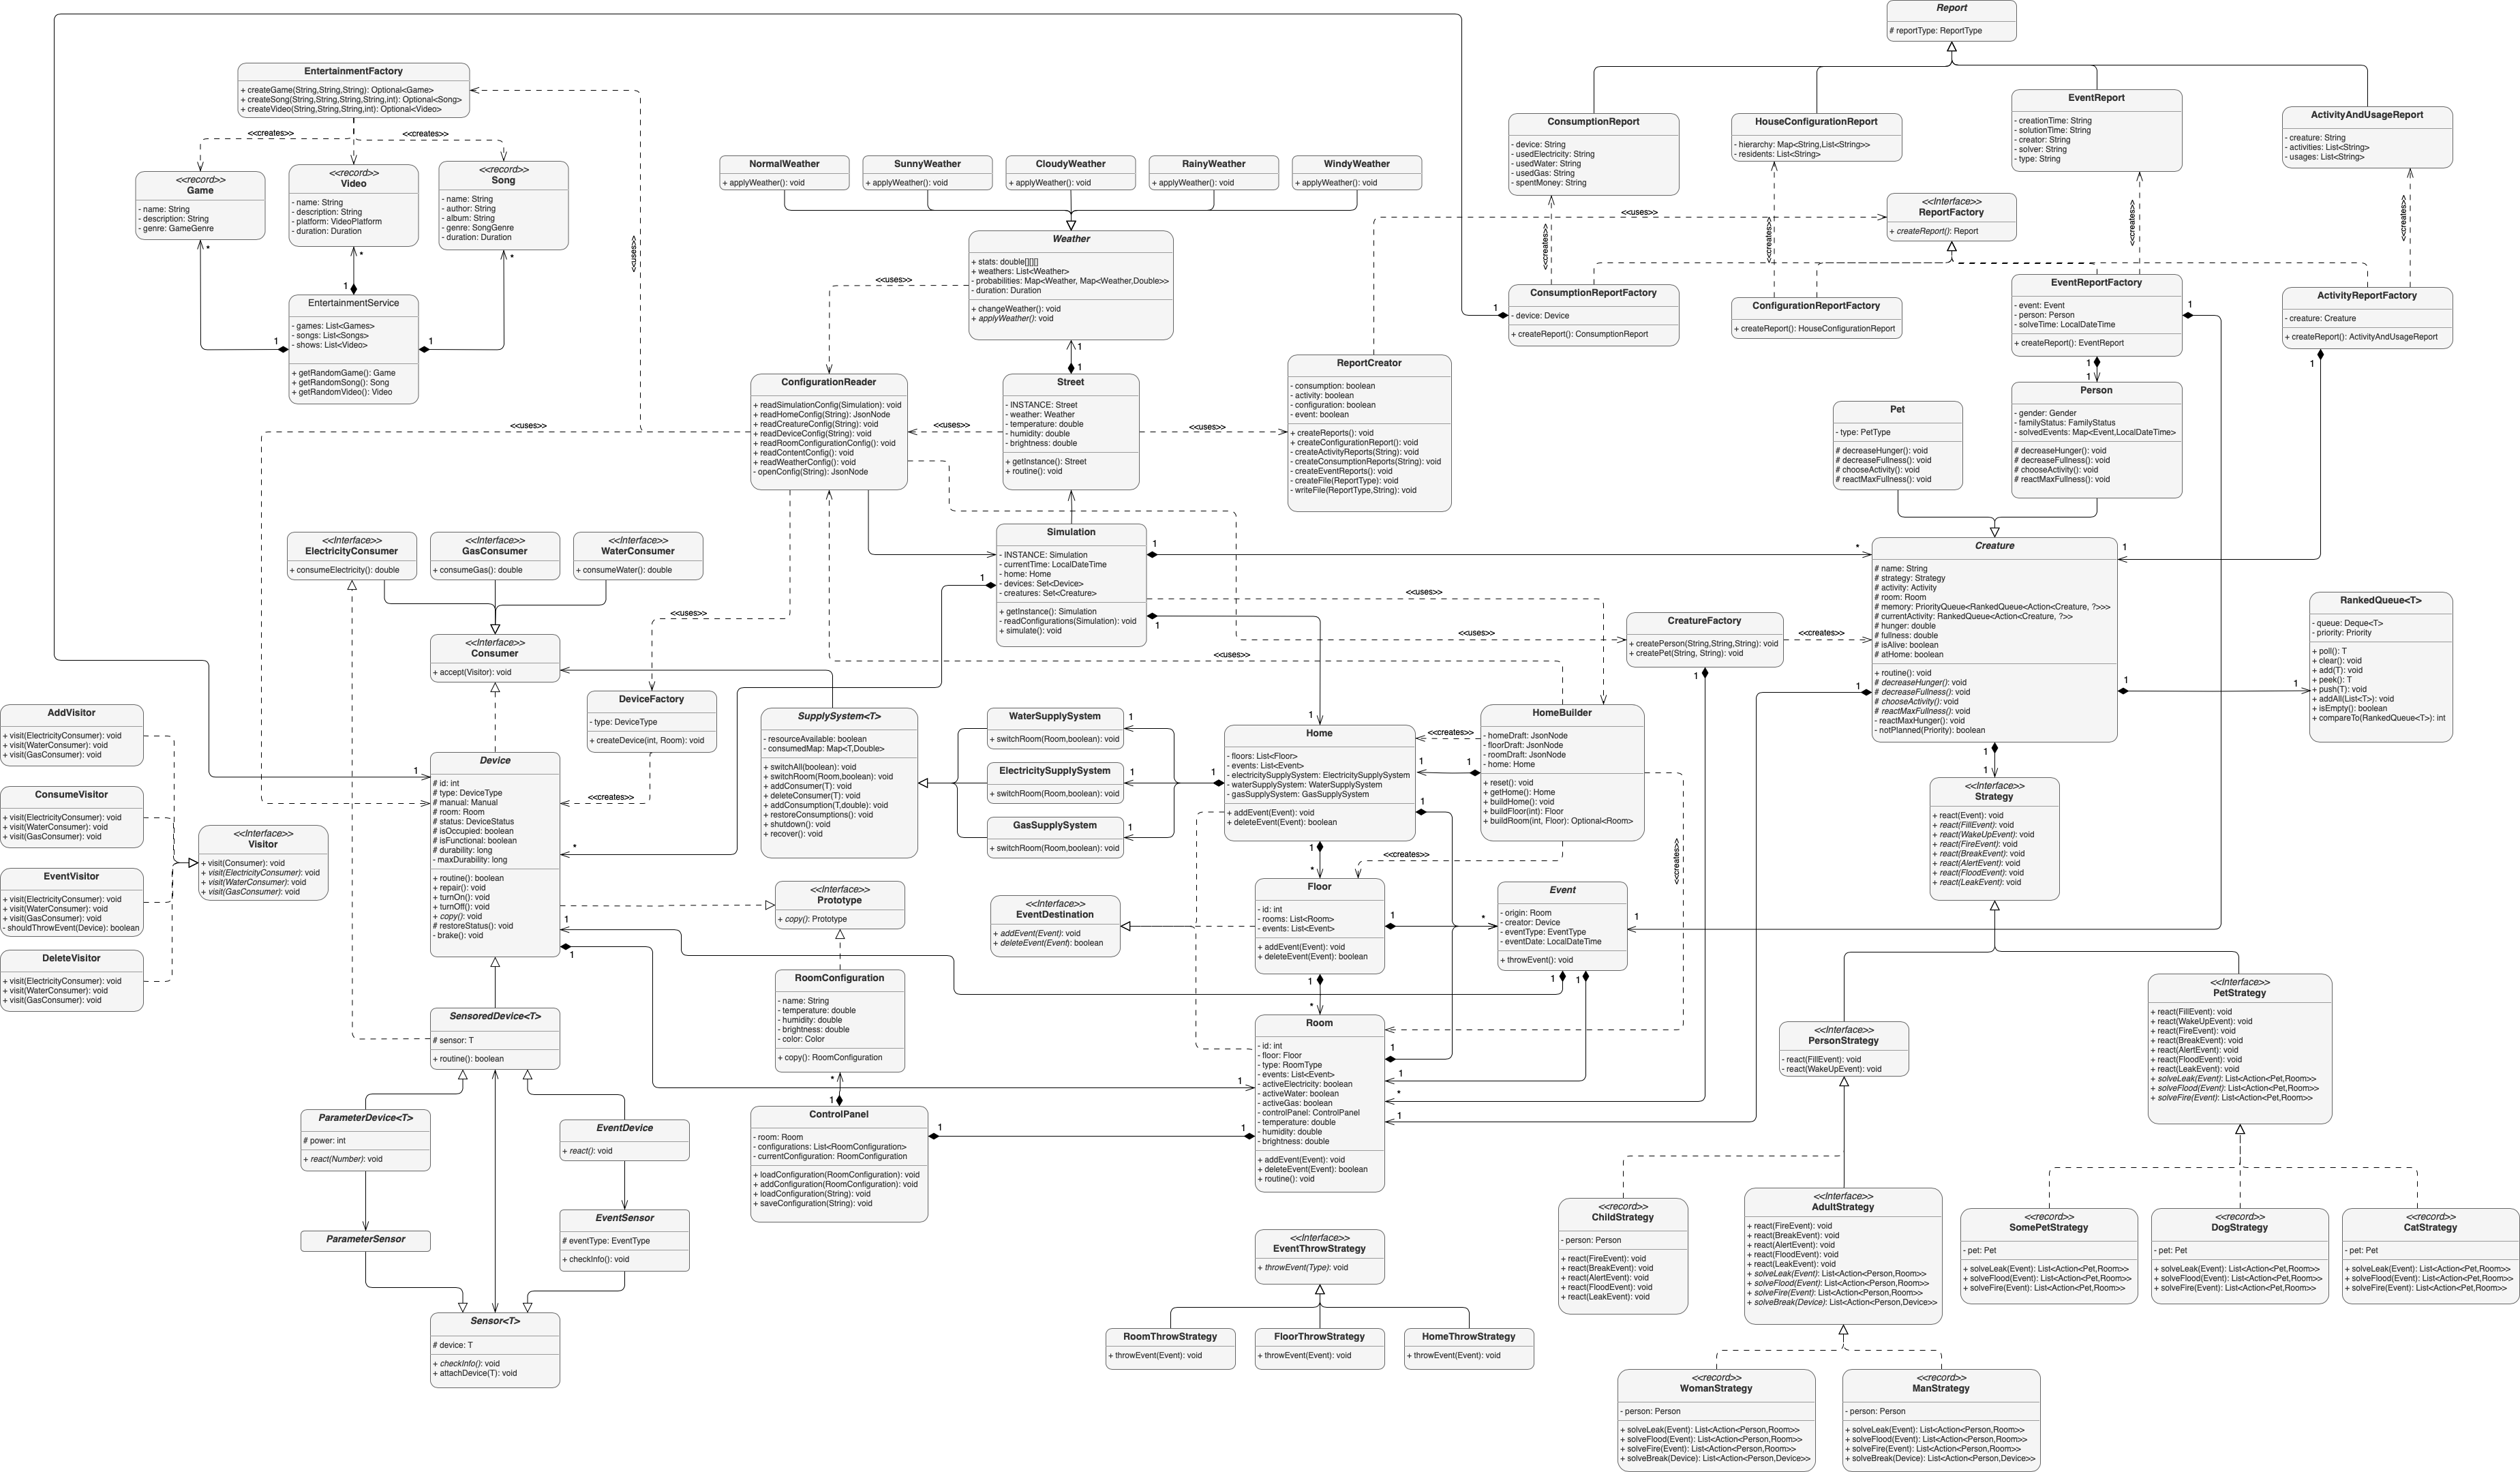 Report
# reportType: ReportType
EntertainmentFactory
+ createGame(String,String,String): Optional<Game>
+ createSong(String,String,String,String,int): Optional<Song>
+ createVideo(String,String,String,int): Optional<Video>
<<creates>>
<<creates>>
<<uses>>
<<record>>
Game
- name: String
- description: String
- genre: GameGenre
<<record>>
Video
- name: String
- description: String
- platform: VideoPlatform
- duration: Duration
<<record>>
Song
- name: String
- author: String
- album: String
- genre: SongGenre
- duration: Duration
*
*
*
1
1
1
EntertainmentService
- games: List<Games>
- songs: List<Songs>
- shows: List<Video>
+ getRandomGame(): Game
+ getRandomSong(): Song
+ getRandomVideo(): Video
NormalWeather
+ applyWeather(): void
SunnyWeather
+ applyWeather(): void
CloudyWeather
+ applyWeather(): void
RainyWeather
+ applyWeather(): void
WindyWeather
+ applyWeather(): void
Weather
+ stats: double[][][]
+ weathers: List<Weather>
- probabilities: Map<Weather, Map<Weather,Double>>
- duration: Duration
+ changeWeather(): void
+ applyWeather(): void
<<uses>>
1
1
ConsumptionReport
- device: String
- usedElectricity: String
- usedWater: String
- usedGas: String
- spentMoney: String
HouseConfigurationReport
- hierarchy: Map<String,List<String>>
- residents: List<String>
EventReport
- creationTime: String
- solutionTime: String
- creator: String
- solver: String
- type: String
ActivityAndUsageReport
- creature: String
- activities: List<String>
- usages: List<String>
<<Interface>>
ReportFactory
+ createReport(): Report
<<uses>>
<<creates>>
<<creates>>
<<creates>>
<<creates>>
ConsumptionReportFactory
- device: Device
+ createReport(): ConsumptionReport
1
ConfigurationReportFactory
+ createReport(): HouseConfigurationReport
EventReportFactory
- event: Event
- person: Person
- solveTime: LocalDateTime
+ createReport(): EventReport
1
1
1
ActivityReportFactory
- creature: Creature
+ createReport(): ActivityAndUsageReport
1
ConfigurationReader
+ readSimulationConfig(Simulation): void
+ readHomeConfig(String): JsonNode
+ readCreatureConfig(String): void
+ readDeviceConfig(String): void
+ readRoomConfigurationConfig(): void
+ readContentConfig(): void
+ readWeatherConfig(): void
- openConfig(String): JsonNode
<<uses>>
<<uses>>
Street
- INSTANCE: Street
- weather: Weather
- temperature: double
- humidity: double
- brightness: double
+ getInstance(): Street
+ routine(): void
<<uses>>
ReportCreator
- consumption: boolean
- activity: boolean
- configuration: boolean
- event: boolean
+ createReports(): void
+ createConfigurationReport(): void
- createActivityReports(String): void
- createConsumptionReports(String): void
- createEventReports(): void
- createFile(ReportType): void
- writeFile(ReportType,String): void
Pet
- type: PetType
# decreaseHunger(): void
# decreaseFullness(): void
# chooseActivity(): void
# reactMaxFullness(): void
Person
- gender: Gender
- familyStatus: FamilyStatus
- solvedEvents: Map<Event,LocalDateTime>
# decreaseHunger(): void
# decreaseFullness(): void
# chooseActivity(): void
# reactMaxFullness(): void
<<Interface>>
ElectricityConsumer
+ consumeElectricity(): double
<<Interface>>
GasConsumer
+ consumeGas(): double
<<Interface>>
WaterConsumer
+ consumeWater(): double
<<Interface>>
Consumer
+ accept(Visitor): void
Simulation
- INSTANCE: Simulation
- currentTime: LocalDateTime
- home: Home
- devices: Set<Device>
- creatures: Set<Creature>
+ getInstance(): Simulation
- readConfigurations(Simulation): void
+ simulate(): void
1
*
1
1
<<uses>>
<<uses>>
<<uses>>
<<uses>>
CreatureFactory
+ createPerson(String,String,String): void
+ createPet(String, String): void
<<creates>>
1
Creature
# name: String
# strategy: Strategy
# activity: Activity
# room: Room
# memory: PriorityQueue<RankedQueue<Action<Creature, ?>>>
# currentActivity: RankedQueue<Action<Creature, ?>>
# hunger: double
# fullness: double
# isAlive: boolean
# atHome: boolean
+ routine(): void
# decreaseHunger(): void
# decreaseFullness(): void
# chooseActivity(): void
# reactMaxFullness(): void
- reactMaxHunger(): void
- notPlanned(Priority): boolean
1
1
1
1
1
1
RankedQueue<T>
- queue: Deque<T>
- priority: Priority
+ poll(): T
+ clear(): void
+ add(T): void
+ peek(): T
+ push(T): void
+ addAll(List<T>): void
+ isEmpty(): boolean
+ compareTo(RankedQueue<T>): int
DeviceFactory
- type: DeviceType
+ createDevice(int, Room): void
<<creates>>
SupplySystem<T>
- resourceAvailable: boolean
- consumedMap: Map<T,Double>
+ switchAll(boolean): void
+ switchRoom(Room,boolean): void
+ addConsumer(T): void
+ deleteConsumer(T): void
+ addConsumption(T,double): void
+ restoreConsumptions(): void
+ shutdown(): void
+ recover(): void
WaterSupplySystem
+ switchRoom(Room,boolean): void
ElectricitySupplySystem
+ switchRoom(Room,boolean): void
GasSupplySystem
+ switchRoom(Room,boolean): void
1
1
1
1
1
Home
- floors: List<Floor>
- events: List<Event>
- electricitySupplySystem: ElectricitySupplySystem
- waterSupplySystem: WaterSupplySystem
- gasSupplySystem: GasSupplySystem
+ addEvent(Event): void
+ deleteEvent(Event): boolean
<<creates>>
1
1
1
1
*
HomeBuilder
- homeDraft: JsonNode
- floorDraft: JsonNode
- roomDraft: JsonNode
- home: Home
+ reset(): void
+ getHome(): Home
+ buildHome(): void
+ buildFloor(int): Floor
+ buildRoom(int, Floor): Optional<Room>
<<creates>>
<<creates>>
AddVisitor
+ visit(ElectricityConsumer): void
+ visit(WaterConsumer): void
+ visit(GasConsumer): void
ConsumeVisitor
+ visit(ElectricityConsumer): void
+ visit(WaterConsumer): void
+ visit(GasConsumer): void
EventVisitor
+ visit(ElectricityConsumer): void
+ visit(WaterConsumer): void
+ visit(GasConsumer): void
- shouldThrowEvent(Device): boolean
DeleteVisitor
+ visit(ElectricityConsumer): void
+ visit(WaterConsumer): void
+ visit(GasConsumer): void
<<Interface>>
Visitor
+ visit(Consumer): void
+ visit(ElectricityConsumer): void
+ visit(WaterConsumer): void
+ visit(GasConsumer): void
Device
# id: int
# type: DeviceType
# manual: Manual
# room: Room
# status: DeviceStatus
# isOccupied: boolean
# isFunctional: boolean
# durability: long
- maxDurability: long
+ routine(): boolean
+ repair(): void
+ turnOn(): void
+ turnOff(): void
+ copy(): void
# restoreStatus(): void
- brake(): void
1
*
1
1
<<Interface>>
Prototype
+ copy(): Prototype
<<Interface>>
EventDestination
+ addEvent(Event): void
+ deleteEvent(Event): boolean
Floor
- id: int
- rooms: List<Room>
- events: List<Event>
+ addEvent(Event): void
+ deleteEvent(Event): boolean
1
*
1
*
Event
- origin: Room
- creator: Device
- eventType: EventType
- eventDate: LocalDateTime
+ throwEvent(): void
1
1
1
<<Interface>>
Strategy
+ react(Event): void
+ react(FillEvent): void
+ react(WakeUpEvent): void
+ react(FireEvent): void
+ react(BreakEvent): void
+ react(AlertEvent): void
+ react(FloodEvent): void
+ react(LeakEvent): void
RoomConfiguration
- name: String
- temperature: double
- humidity: double
- brightness: double
- color: Color
+ copy(): RoomConfiguration
*
1
SensoredDevice<T>
# sensor: T
+ routine(): boolean
Room
- id: int
- floor: Floor
- type: RoomType
- events: List<Event>
- activeElectricity: boolean
- activeWater: boolean
- activeGas: boolean
- controlPanel: ControlPanel
- temperature: double
- humidity: double
- brightness: double
+ addEvent(Event): void
+ deleteEvent(Event): boolean
+ routine(): void
1
1
1
*
1
1
1
ControlPanel
- room: Room
- configurations: List<RoomConfiguration>
- currentConfiguration: RoomConfiguration
+ loadConfiguration(RoomConfiguration): void
+ addConfiguration(RoomConfiguration): void
+ loadConfiguration(String): void
+ saveConfiguration(String): void
<<Interface>>
PersonStrategy
- react(FillEvent): void
- react(WakeUpEvent): void
<<Interface>>
PetStrategy
+ react(FillEvent): void
+ react(WakeUpEvent): void
+ react(FireEvent): void
+ react(BreakEvent): void
+ react(AlertEvent): void
+ react(FloodEvent): void
+ react(LeakEvent): void
+ solveLeak(Event): List<Action<Pet,Room>>
+ solveFlood(Event): List<Action<Pet,Room>>
+ solveFire(Event): List<Action<Pet,Room>>
ParameterDevice<T>
# power: int
+ react(Number): void
EventDevice
+ react(): void
ParameterSensor
EventSensor
# eventType: EventType
+ checkInfo(): void
Sensor<T>
# device: T
+ checkInfo(): void
+ attachDevice(T): void
<<Interface>>
EventThrowStrategy
+ throwEvent(Type): void
RoomThrowStrategy
+ throwEvent(Event): void
FloorThrowStrategy
+ throwEvent(Event): void
HomeThrowStrategy
+ throwEvent(Event): void
<<record>>
ChildStrategy
- person: Person
+ react(FireEvent): void
+ react(BreakEvent): void
+ react(AlertEvent): void
+ react(FloodEvent): void
+ react(LeakEvent): void
<<Interface>>
AdultStrategy
+ react(FireEvent): void
+ react(BreakEvent): void
+ react(AlertEvent): void
+ react(FloodEvent): void
+ react(LeakEvent): void
+ solveLeak(Event): List<Action<Person,Room>>
+ solveFlood(Event): List<Action<Person,Room>>
+ solveFire(Event): List<Action<Person,Room>>
+ solveBreak(Device): List<Action<Person,Device>>
<<record>>
SomePetStrategy
- pet: Pet
+ solveLeak(Event): List<Action<Pet,Room>>
+ solveFlood(Event): List<Action<Pet,Room>>
+ solveFire(Event): List<Action<Pet,Room>>
<<record>>
DogStrategy
- pet: Pet
+ solveLeak(Event): List<Action<Pet,Room>>
+ solveFlood(Event): List<Action<Pet,Room>>
+ solveFire(Event): List<Action<Pet,Room>>
<<record>>
CatStrategy
- pet: Pet
+ solveLeak(Event): List<Action<Pet,Room>>
+ solveFlood(Event): List<Action<Pet,Room>>
+ solveFire(Event): List<Action<Pet,Room>>
<<record>>
WomanStrategy
- person: Person
+ solveLeak(Event): List<Action<Person,Room>>
+ solveFlood(Event): List<Action<Person,Room>>
+ solveFire(Event): List<Action<Person,Room>>
+ solveBreak(Device): List<Action<Person,Device>>
<<record>>
ManStrategy
- person: Person
+ solveLeak(Event): List<Action<Person,Room>>
+ solveFlood(Event): List<Action<Person,Room>>
+ solveFire(Event): List<Action<Person,Room>>
+ solveBreak(Device): List<Action<Person,Device>>